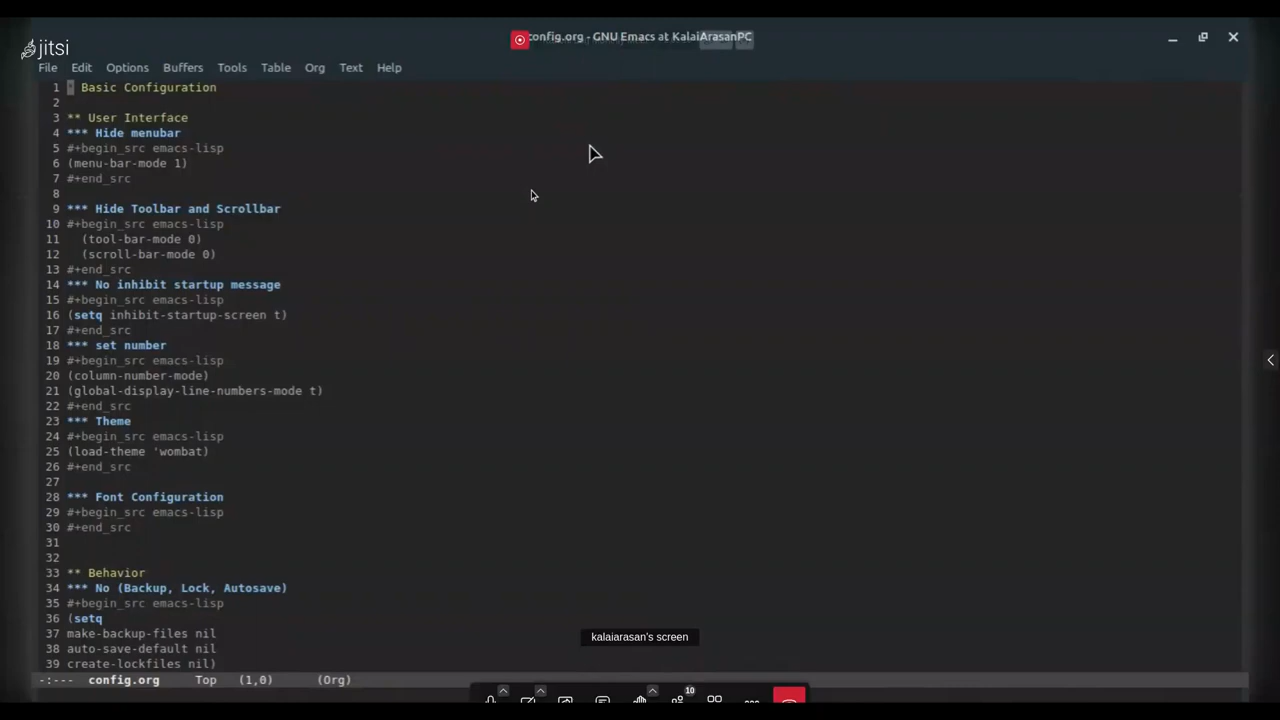 jitsi
config.org - GNU Emacs at KalaiArasanPC
File Edit Options Buffers Tools Table Org Text Help
1 * Basic Configuration
2
3 ** User Interface
4 *** Hide menubar
5 #+begin_src emacs-lisp
6 (menu-bar-mode 1)
7 #+end_src
8
9 *** Hide Toolbar and Scrollbar
10 #+begin_src emacs-lisp
11 (tool-bar-mode 0)
12 (scroll-bar-mode 0)
13 #+end_src
14 *** No inhibit startup message
15 #+begin_src emacs-lisp
16 (setq inhibit-startup-screen t)
17 #+end_src
18 *** set number
19 #+begin_src emacs-lisp
20 (column-number-mode)
21 (global-display-line-numbers-mode t)
22 #+end_src
23 *** Theme
24 #+begin_src emacs-lisp
25 (load-theme 'wombat)
26 #+end_src
27
28 *** Font Configuration
29 #+begin_src emacs-lisp
30 #+end_src
31
32
33 ** Behavior
34 *** No (Backup, Lock, Autosave)
35 #+begin_src emacs-lisp
36 (setq
37 make-backup-files nil
38 auto-save-default nil
39 create-lockfiles nil)
kalaiarasan's screen
-:--- config.org Top (1,0) (Org)
10